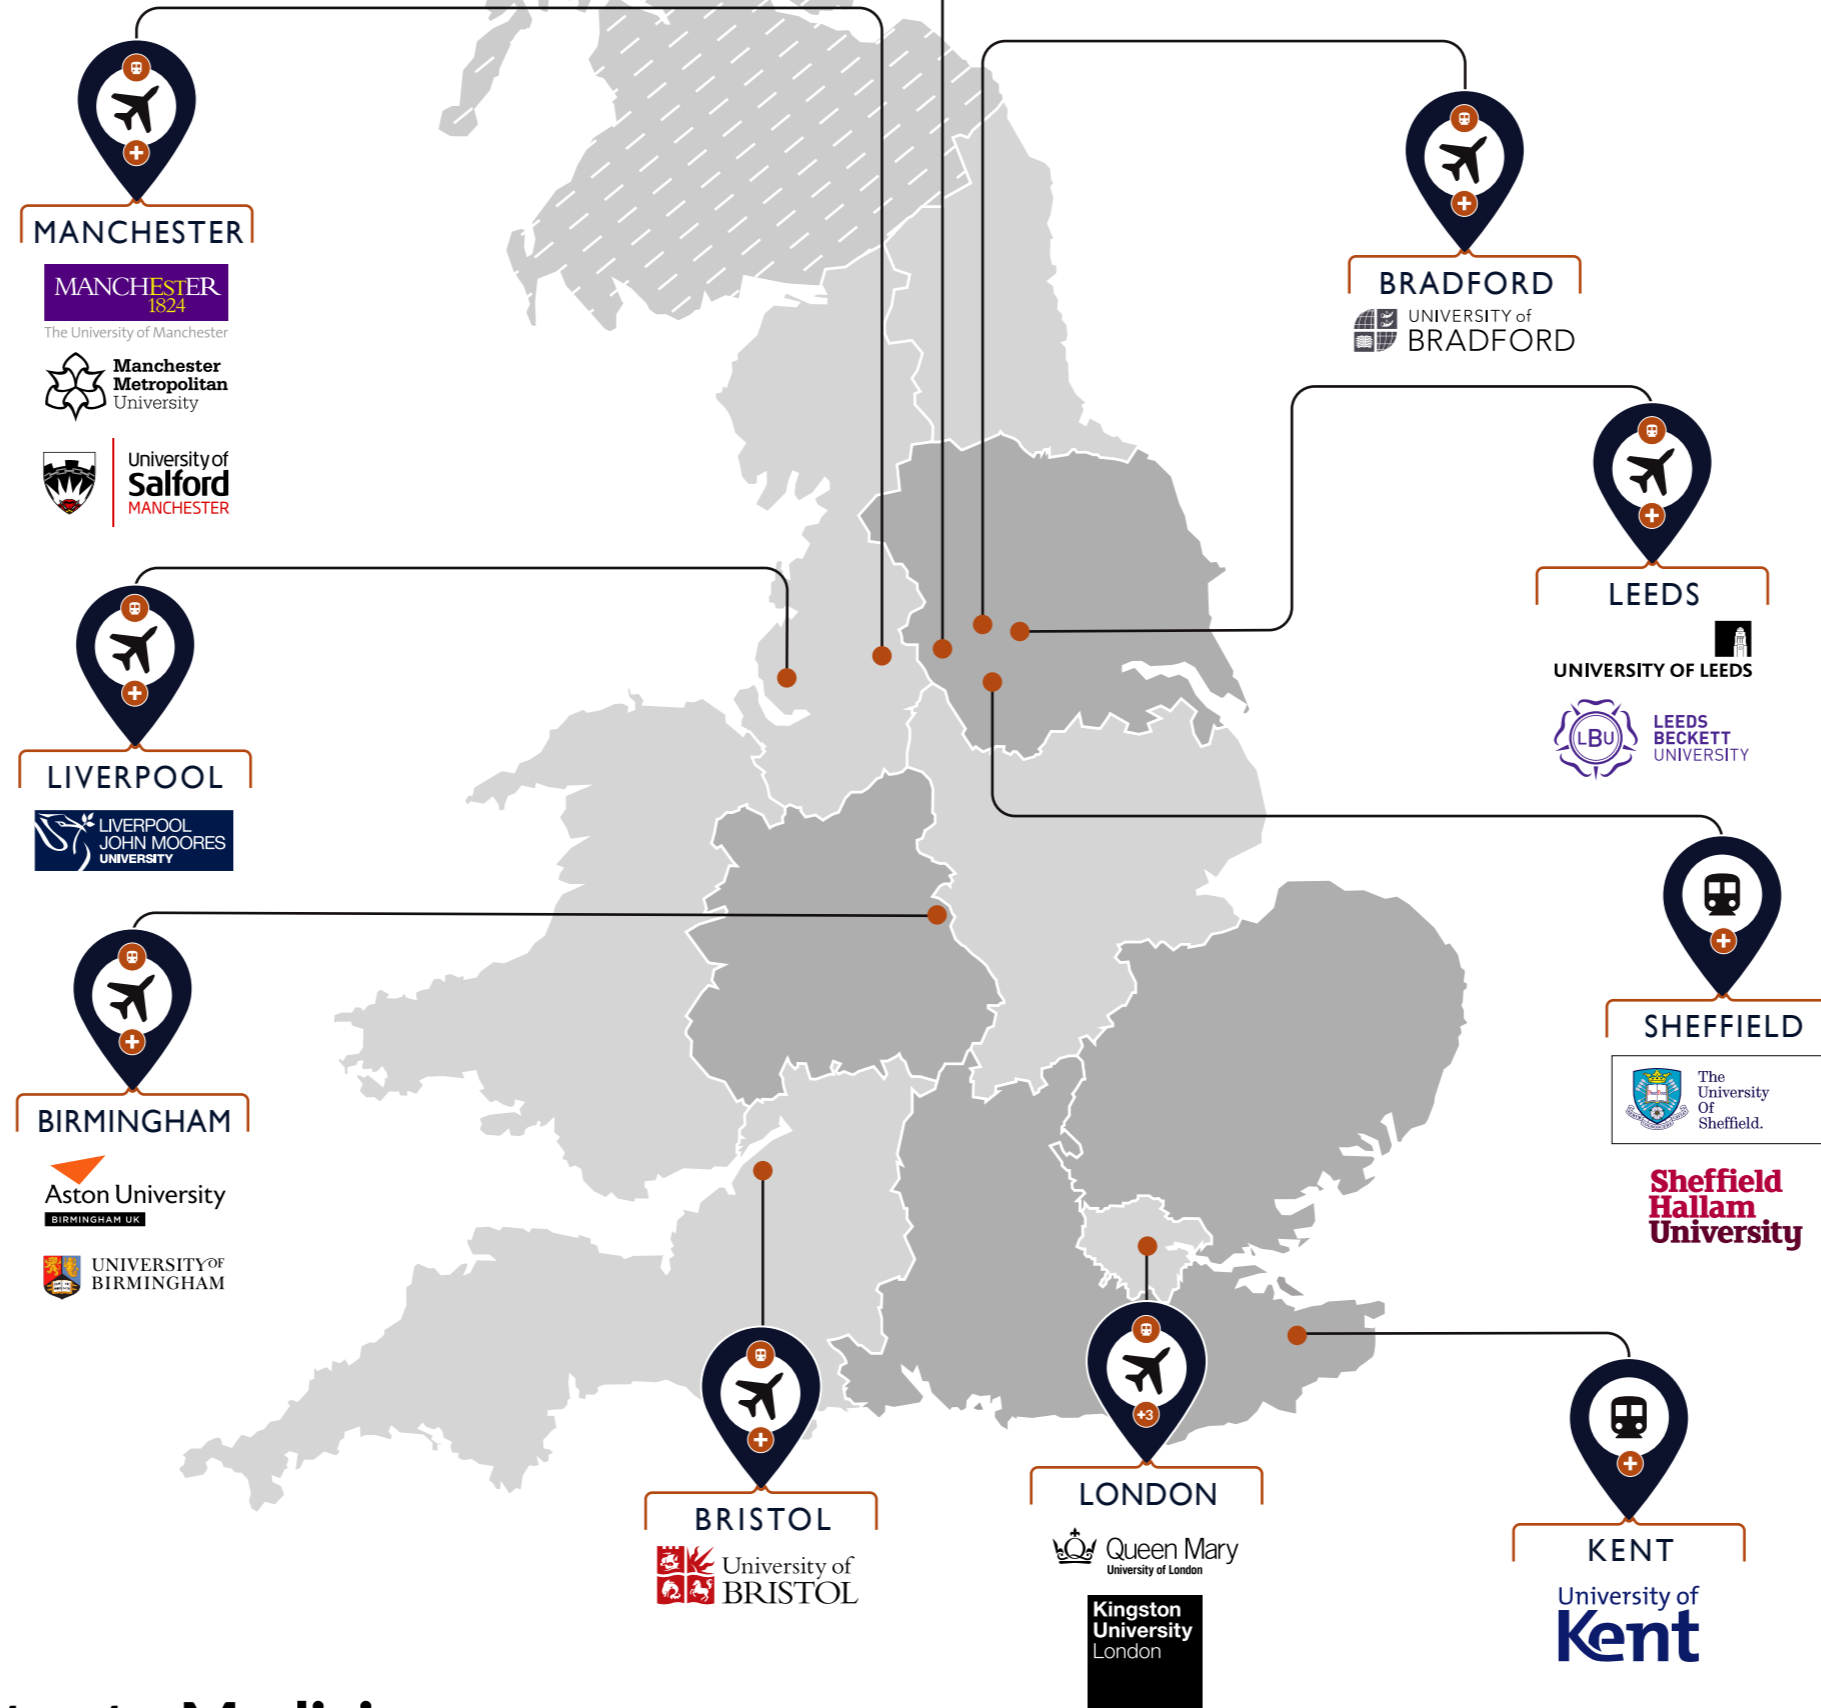 MANCHESTER
MANCHESTER
1824
The University of Manchester
Manchester
Metropolitan
University
University of
Salford
MANCHESTER
LIVERPOOL
LIVERPOOL
JOHN MOORES
UNIVERSITY
BIRMINGHAM
Aston University
BIRMINGHAM UK
UNIVERSITY OF
BIRMINGHAM
BRISTOL
University of
BRISTOL
+3
LONDON
Queen Mary
University of London
Kingston
University
London
BRADFORD
UNIVERSITY of
BRADFORD
LEEDS
UNIVERSITY OF LEEDS
LBU
LEEDS
BECKETT
UNIVERSITY
SHEFFIELD
The
University
Of
Sheffield.
Sheffield
Hallam
University
KENT
University of
Kent